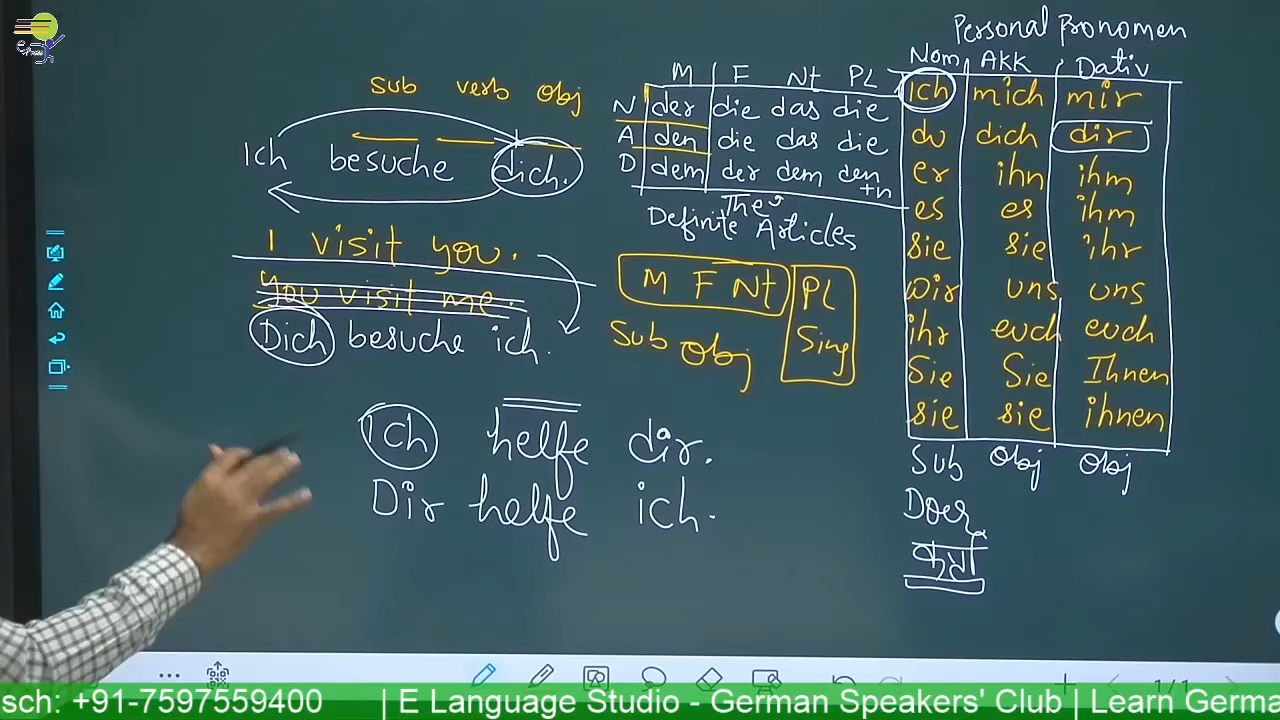 Sub verb Obj
Ich besuche dich.
I visit you.
You visit me.
Dich besuche ich.
Ich helfe dir.
Dir helfe ich.
M F Nt PL
N der die das die
A den die das die
D dem der dem den
+n
The
Definite Articles
M F Nt PL
Sub Obj Sing
Personal Pronomen
Nom Akk Dativ
Ich mich mir
du dich dir
er ihn ihm
es es ihm
sie sie ihr
Wir uns uns
ihr euch euch
Sie Sie Ihnen
sie sie ihnen
Sub Obj Obj
Doer
कर्ता
1/1
sch: +91-7597559400 | E Language Studio - German Speakers' Club | Learn Germa